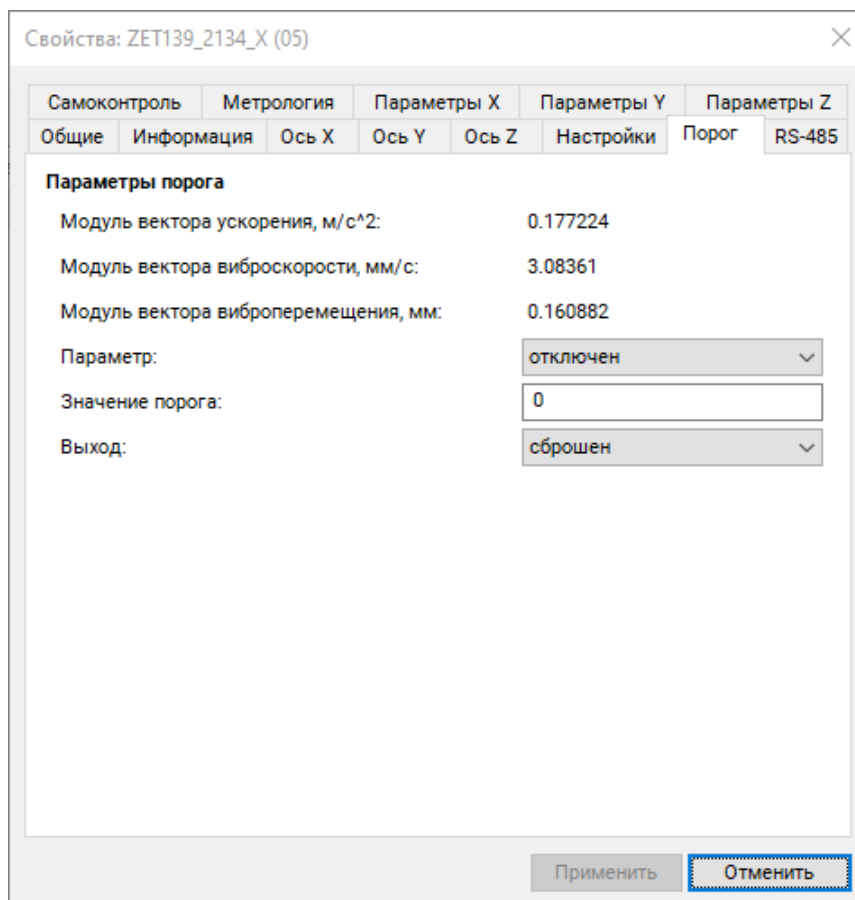 Свойства: ZET139_2134_X (05)
Самоконтроль Метрология Параметры X Параметры Y Параметры Z
Общие Информация Ось X Ось Y Ось Z Настройки Порог RS-485
Параметры порога
Модуль вектора ускорения, м/с^2: 0.177224
Модуль вектора виброскорости, мм/с: 3.08361
Модуль вектора виброперемещения, мм: 0.160882
Параметр: отключен
Значение порога: 0
Выход: сброшен
Применить Отменить